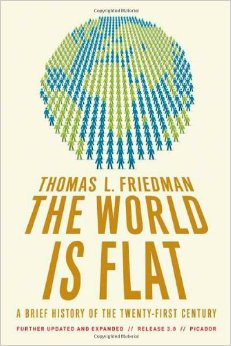 THOMAS L. FRIEDMAN
THE WORLD
IS FLAT
A BRIEF HISTORY OF THE TWENTY-FIRST CENTURY
FURTHER UPDATED AND EXPANDED // RELEASE 3.0 // PICADOR